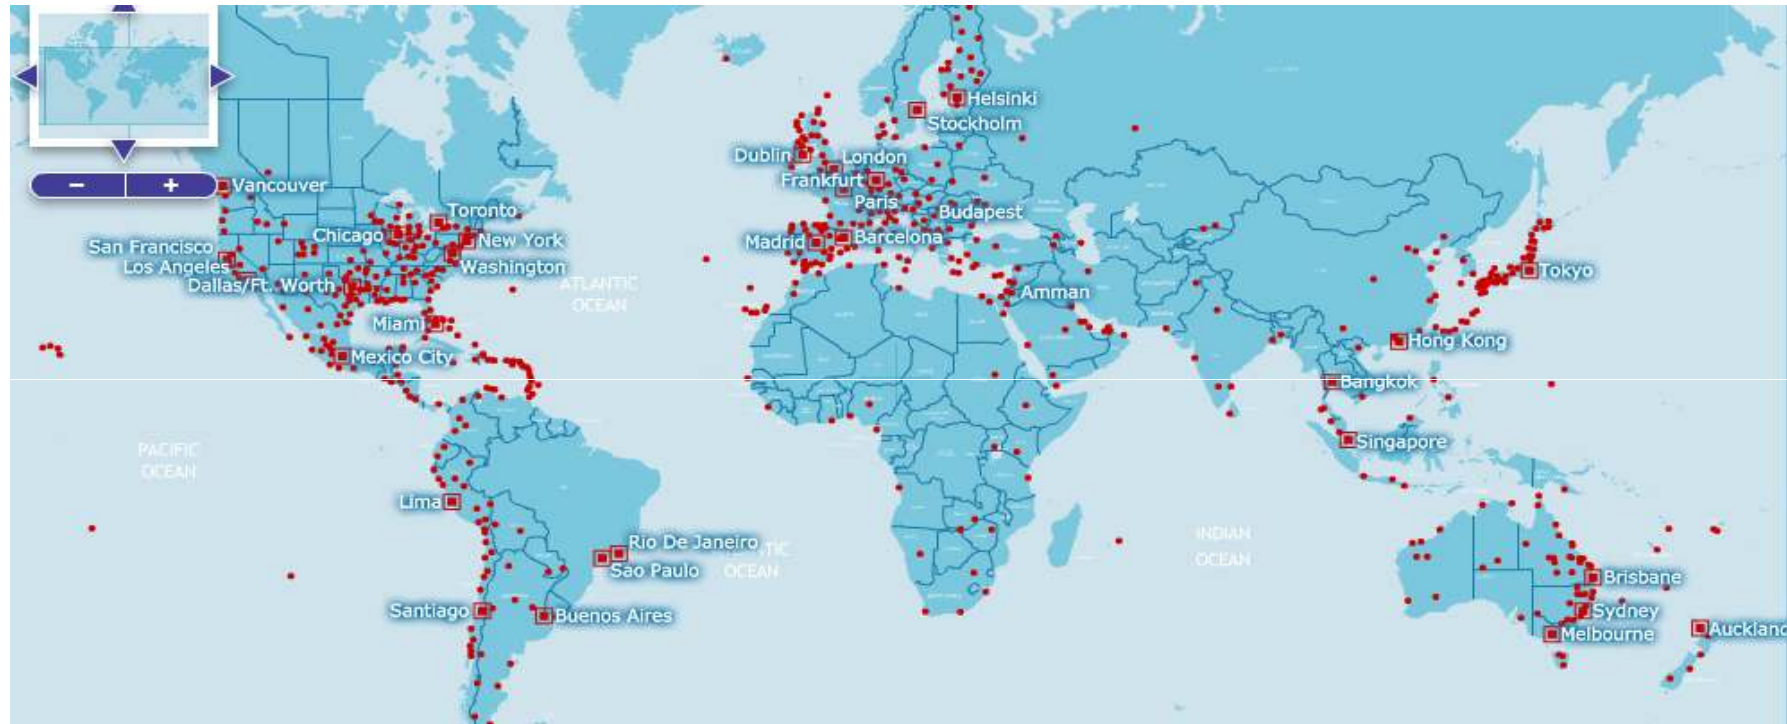 Helsinki
Stockholm
Dublin
London
Frankfurt
Paris
Budapest
Vancouver
Toronto
Chicago
New York
San Francisco
Los Angeles
Washington
Dallas/Ft. Worth
Madrid
Barcelona
ATLANTIC
OCEAN
Amman
Tokyo
Miami
Mexico City
Hong Kong
Bangkok
Singapore
PACIFIC
OCEAN
Lima
Rio De Janeiro
Sao Paulo
OCEAN
INDIAN
OCEAN
Santiago
Buenos Aires
Brisbane
Sydney
Melbourne
Auckland